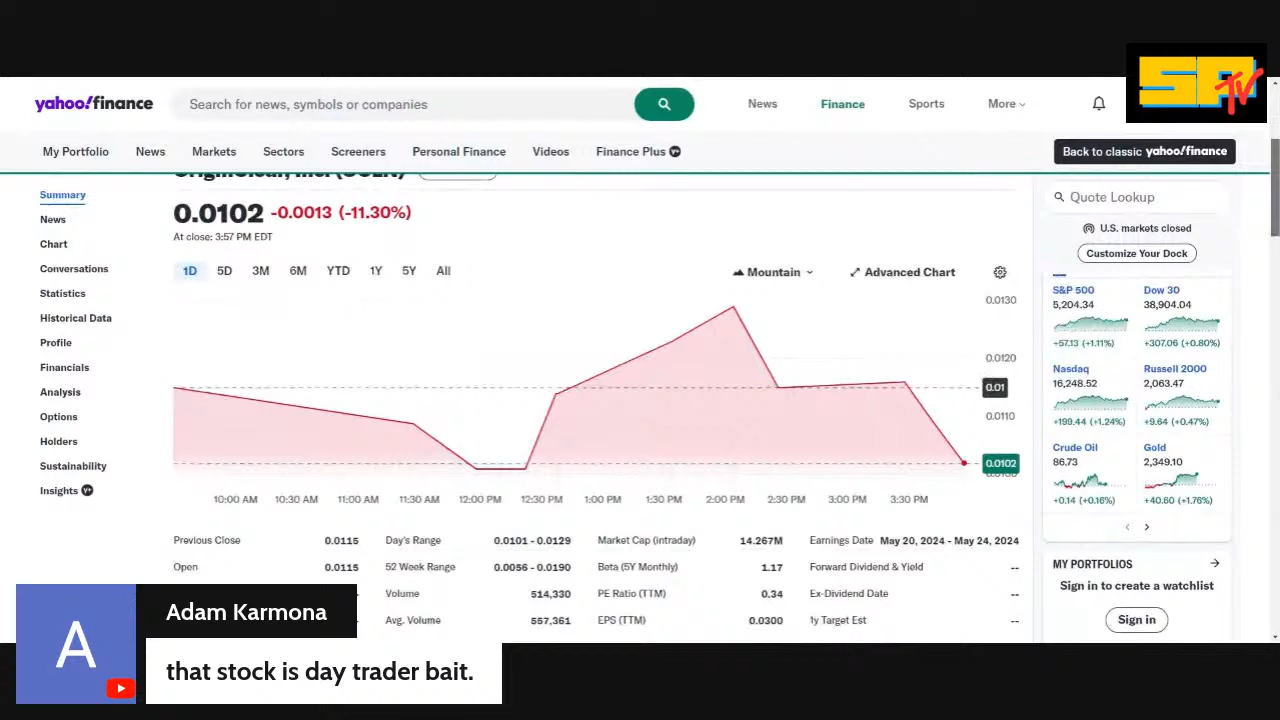 SP TV
yahoo!finance
Search for news, symbols or companies
News Finance Sports More
My Portfolio News Markets Sectors Screeners Personal Finance Videos Finance Plus
Back to classic yahoo!finance
Summary
News
Chart
Conversations
Statistics
Historical Data
Profile
Financials
Analysis
Options
Holders
Sustainability
Insights
0.0102 -0.0013 (-11.30%)
At close: 3:57 PM EDT
1D 5D 3M 6M YTD 1Y 5Y All
Mountain Advanced Chart
0.0130
0.0120
0.01
0.0110
0.0102
10:00 AM 10:30 AM 11:00 AM 11:30 AM 12:00 PM 12:30 PM 1:00 PM 1:30 PM 2:00 PM 2:30 PM 3:00 PM 3:30 PM
Previous Close 0.0115 Day's Range 0.0101 - 0.0129 Market Cap (intraday) 14.267M Earnings Date May 20, 2024 - May 24, 2024
Open 0.0115 52 Week Range 0.0056 - 0.0190 Beta (5Y Monthly) 1.17 Forward Dividend & Yield --
Volume 514,330 PE Ratio (TTM) 0.34 Ex-Dividend Date --
Avg. Volume 557,361 EPS (TTM) 0.0300 1y Target Est --
Quote Lookup
U.S. markets closed
Customize Your Dock
S&P 500 Dow 30
5,204.34 38,904.04
+57.13 (+1.11%) +307.06 (+0.80%)
Nasdaq Russell 2000
16,248.52 2,063.47
+199.44 (+1.24%) +9.64 (+0.47%)
Crude Oil Gold
86.73 2,349.10
+0.14 (+0.16%) +40.60 (+1.76%)
MY PORTFOLIOS
Sign in to create a watchlist
Sign in
A
Adam Karmona
that stock is day trader bait.